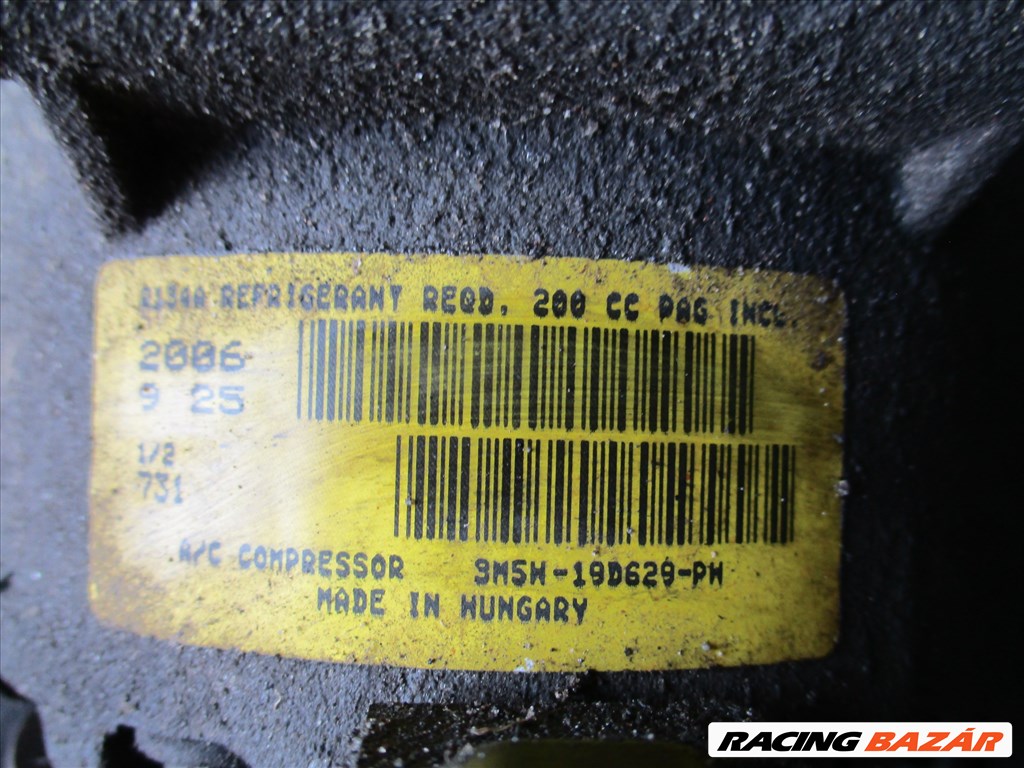 R134A REFRIGERANT REQD, 200 CC PAG INCL.
2006
9 25
1/2
731
A/C COMPRESSOR 3M5H-19D629-PH
MADE IN HUNGARY
RACING BAZÁR